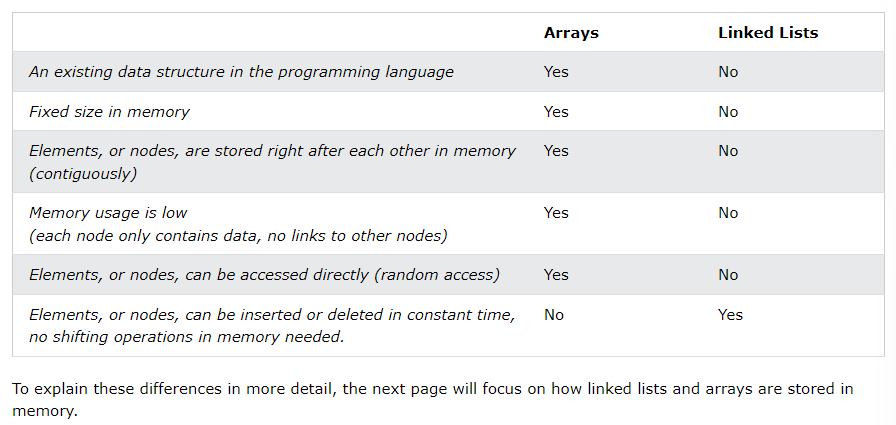 Arrays Linked Lists
An existing data structure in the programming language Yes No
Fixed size in memory Yes No
Elements, or nodes, are stored right after each other in memory Yes No
(contiguously)
Memory usage is low Yes No
(each node only contains data, no links to other nodes)
Elements, or nodes, can be accessed directly (random access) Yes No
Elements, or nodes, can be inserted or deleted in constant time, No Yes
no shifting operations in memory needed.
To explain these differences in more detail, the next page will focus on how linked lists and arrays are stored in
memory.